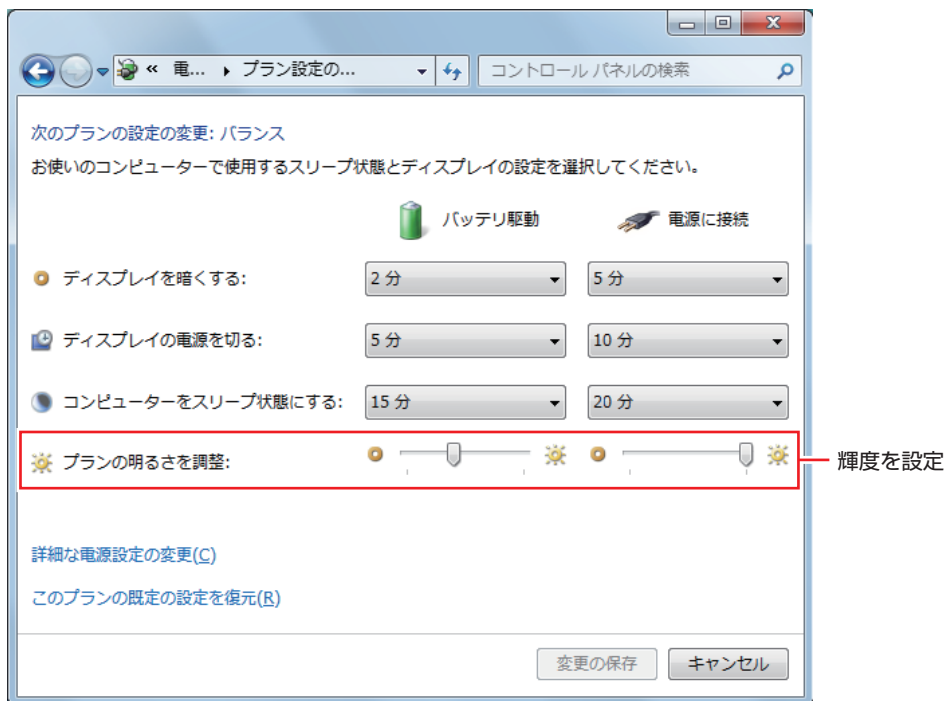 « 電... ▸ プラン設定の...
コントロール パネルの検索
次のプランの設定の変更: バランス
お使いのコンピューターで使用するスリープ状態とディスプレイの設定を選択してください。
バッテリ駆動 電源に接続
ディスプレイを暗くする: 2 分 5 分
ディスプレイの電源を切る: 5 分 10 分
コンピューターをスリープ状態にする: 15 分 20 分
プランの明るさを調整:
輝度を設定
詳細な電源設定の変更(C)
このプランの既定の設定を復元(R)
変更の保存 キャンセル